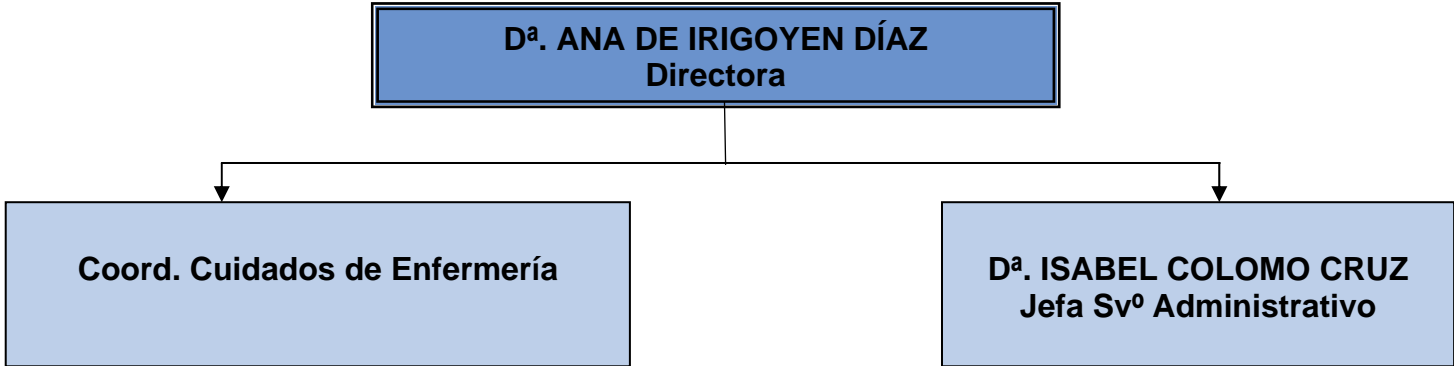 Dª. ANA DE IRIGOYEN DÍAZ
Directora
Coord. Cuidados de Enfermería
Dª. ISABEL COLOMO CRUZ
Jefa Svº Administrativo